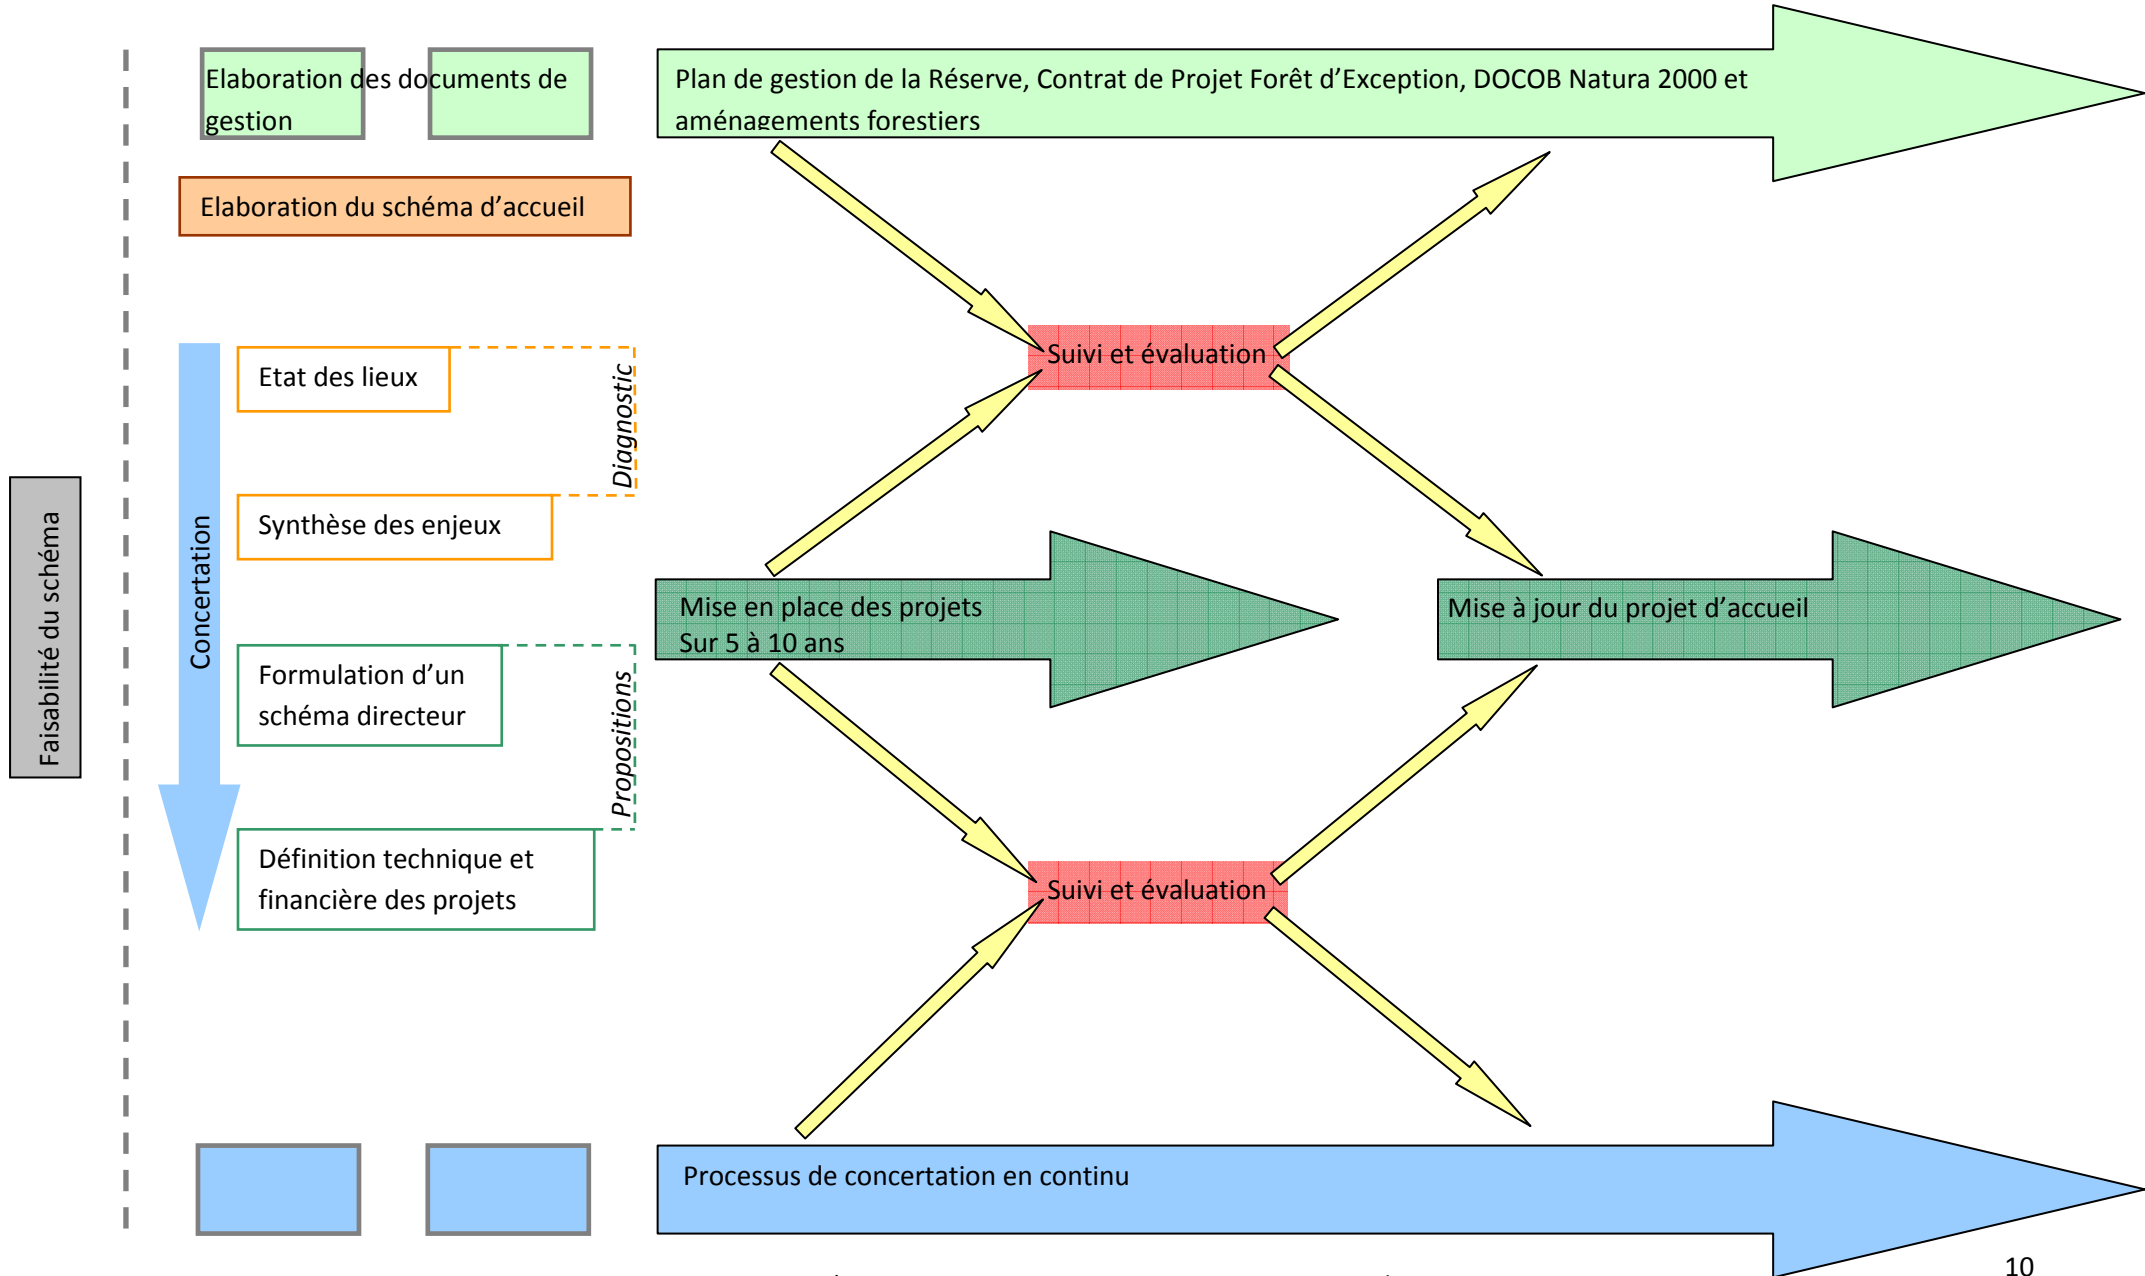 Elaboration des documents de
gestion
Plan de gestion de la Réserve, Contrat de Projet Forêt d’Exception, DOCOB Natura 2000 et
aménagements forestiers
Elaboration du schéma d’accueil
Faisabilité du schéma
Concertation
Etat des lieux
Diagnostic
Synthèse des enjeux
Formulation d’un
schéma directeur
Propositions
Définition technique et
financière des projets
Suivi et évaluation
Mise en place des projets
Sur 5 à 10 ans
Mise à jour du projet d’accueil
Suivi et évaluation
Processus de concertation en continu
10